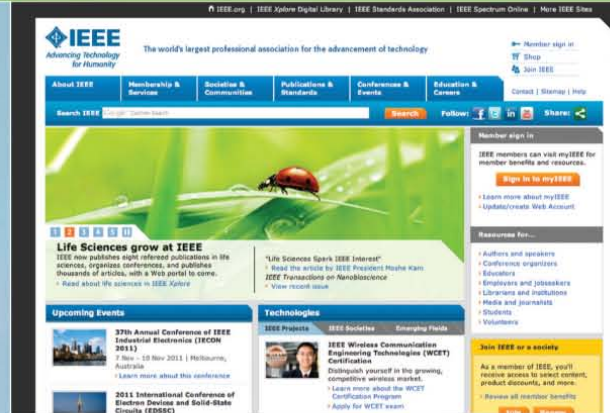 IEEE.org | IEEE Xplore Digital Library | IEEE Standards Association | IEEE Spectrum Online | More IEEE Sites
IEEE
Advancing Technology
for Humanity
The world's largest professional association for the advancement of technology
Member sign in
Shop
Join IEEE
Contact | Sitemap | Help
About IEEE
Membership &
Services
Societies &
Communities
Publications &
Standards
Conferences &
Events
Education &
Careers
Search IEEE
Search
Follow:
Share:
1 2 3 4 5
Life Sciences grow at IEEE
IEEE now publishes eight refereed publications in life
sciences, organizes conferences, and publishes
thousands of articles, with a Web portal to come.
Read about life sciences in IEEE Xplore
"Life Sciences Spark IEEE Interest"
Read the article by IEEE President Moshe Kam
IEEE Transactions on Nanobioscience
View recent issue
Member sign in
IEEE members can visit myIEEE for
member benefits and resources.
Sign in to myIEEE
Learn more about myIEEE
Update/create Web Account
Resources for...
Authors and speakers
Conference organizers
Educators
Employers and jobseekers
Librarians and institutions
Media and journalists
Students
Volunteers
Upcoming Events
37th Annual Conference of IEEE
Industrial Electronics (IECON
2011)
7 Nov - 10 Nov 2011 | Melbourne,
Australia
Learn more about this conference
2011 International Conference of
Electron Devices and Solid-State
Circuits (EDSSC)
Technologies
IEEE Projects
IEEE Societies
Emerging Fields
IEEE Wireless Communication
Engineering Technologies (WCET)
Certification
Distinguish yourself in the growing,
competitive wireless market.
Learn more about the WCET
Certification Program
Apply for WCET exam
Join IEEE or a society
As a member of IEEE, you'll
receive access to select content,
product discounts, and more.
Review all member benefits